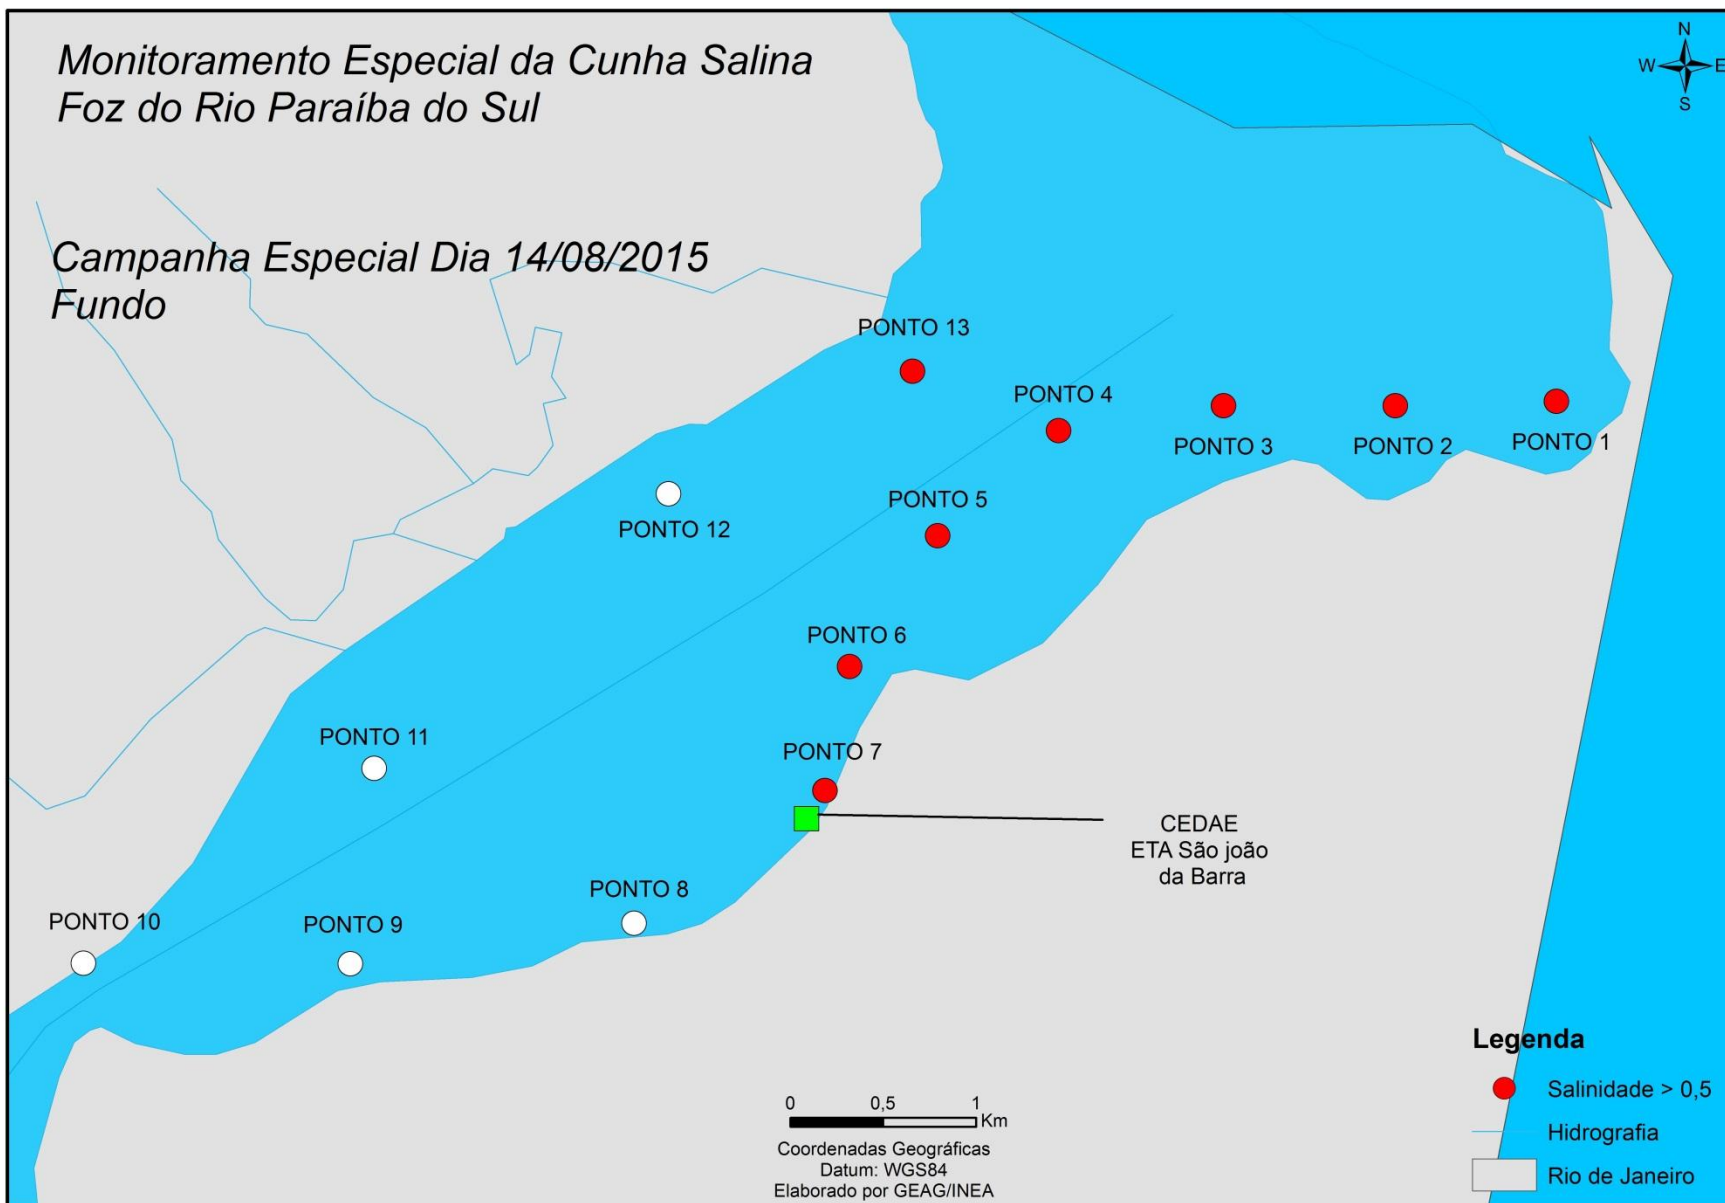 Monitoramento Especial da Cunha Salina
Foz do Rio Paraíba do Sul
N
W
E
S
Campanha Especial Dia 14/08/2015
Fundo
PONTO 13
PONTO 4
PONTO 3
PONTO 2
PONTO 1
PONTO 5
PONTO 12
PONTO 6
PONTO 11
PONTO 7
CEDAE
ETA São joão
da Barra
PONTO 8
PONTO 10
PONTO 9
0 0,5 1
Km
Coordenadas Geográficas
Datum: WGS84
Elaborado por GEAG/INEA
Legenda
Salinidade > 0,5
Hidrografia
Rio de Janeiro